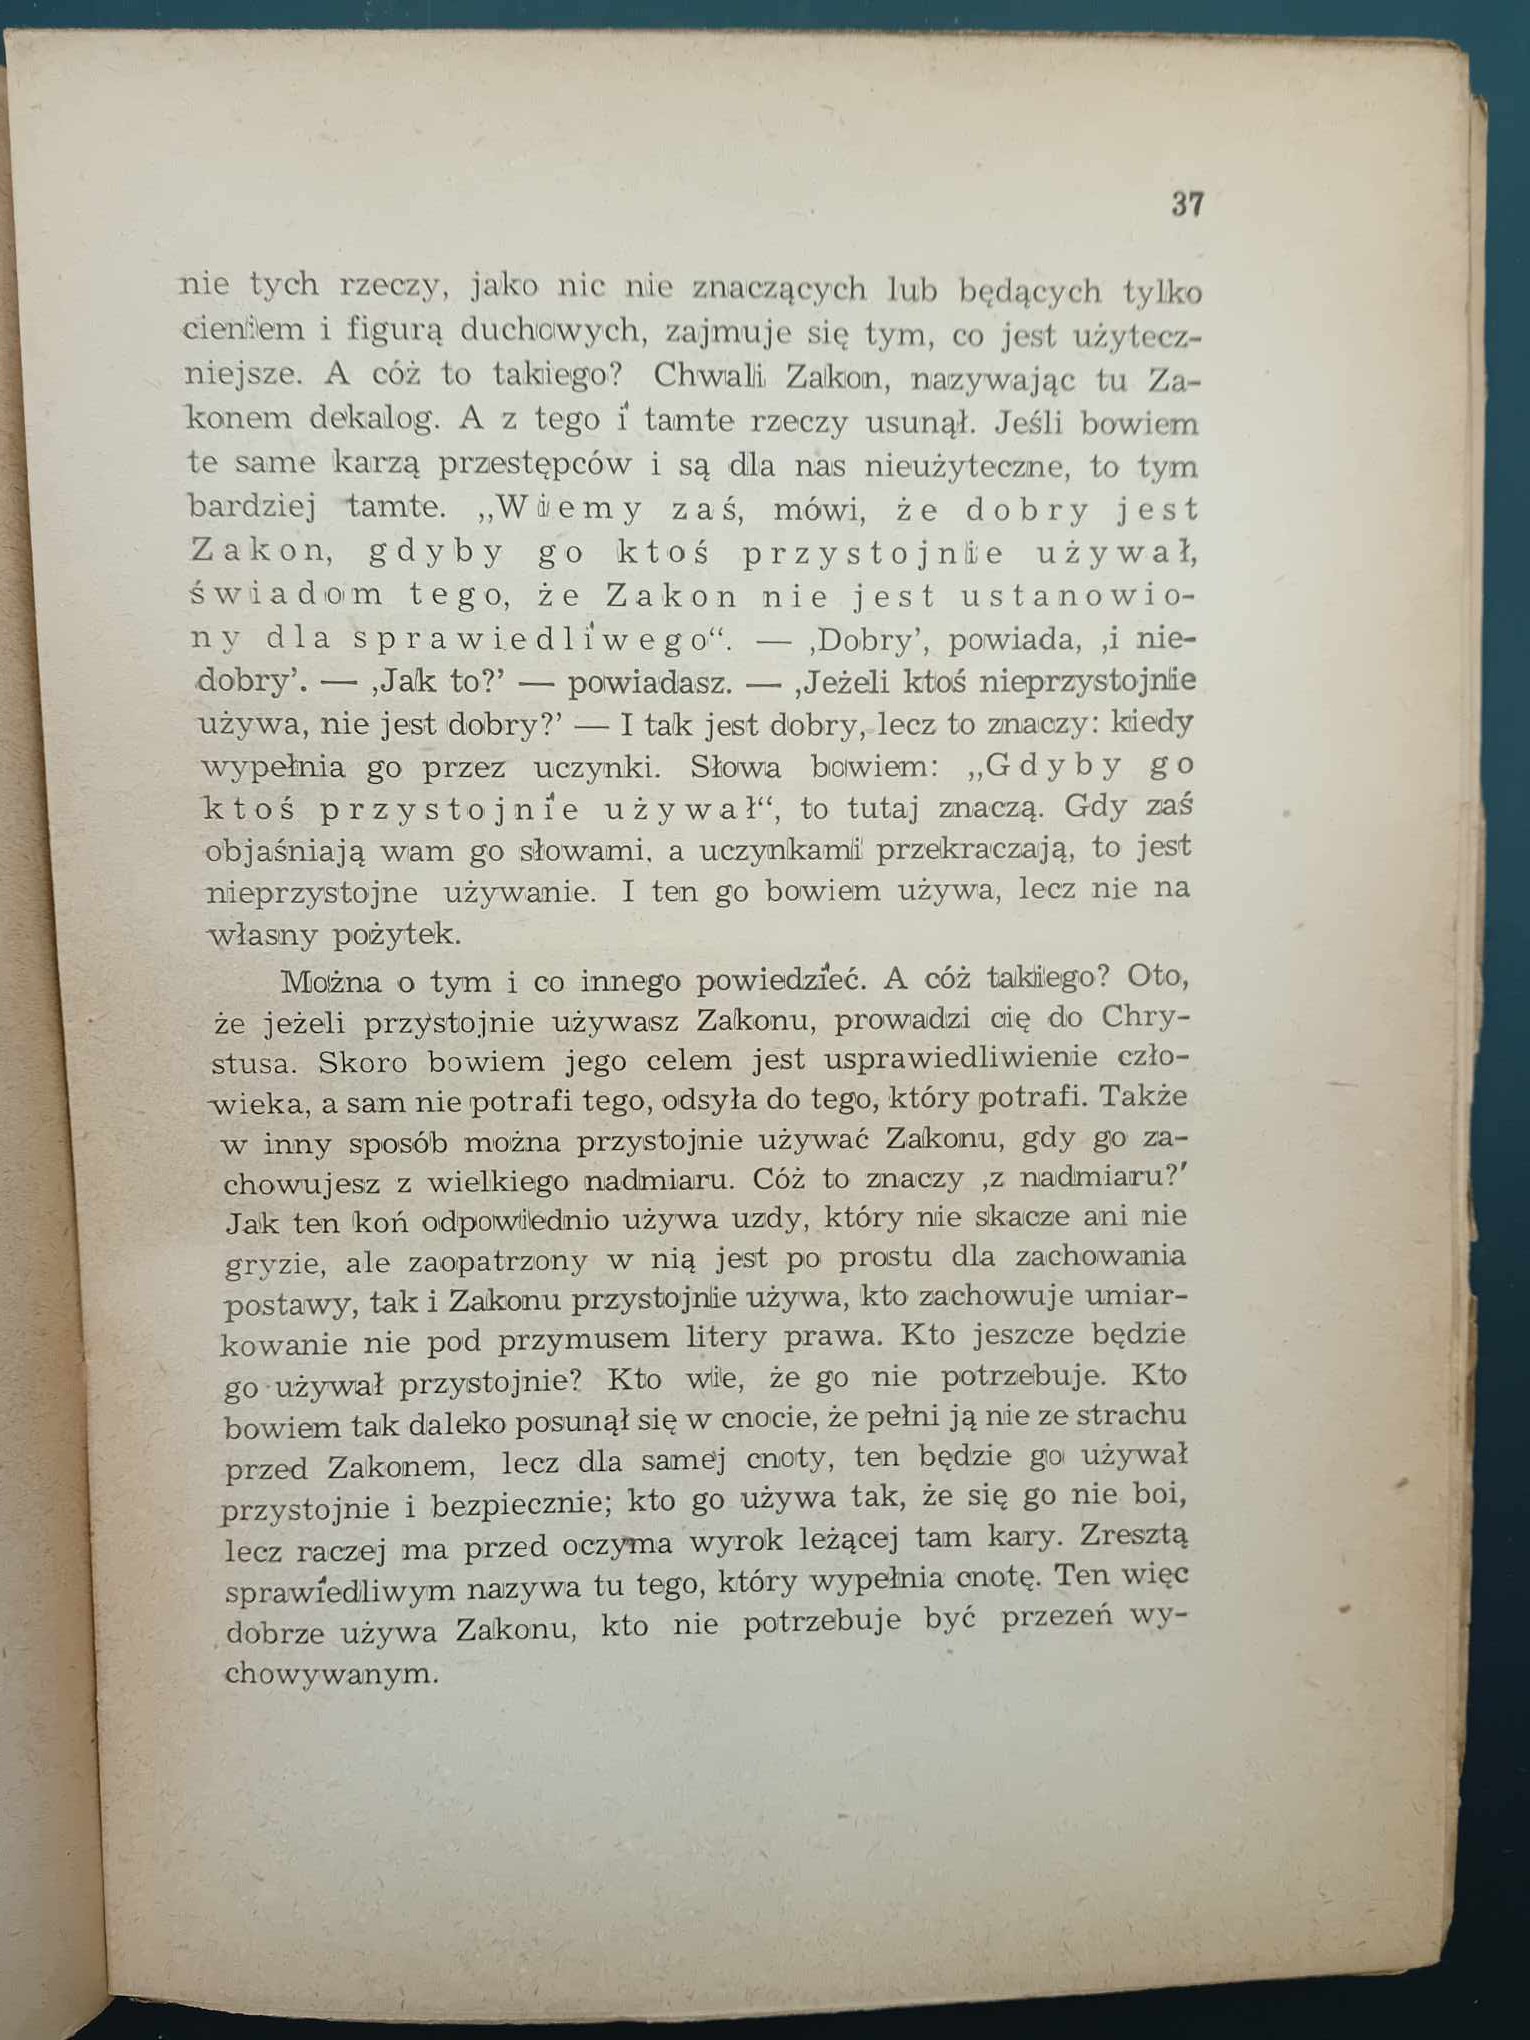 37
nie tych rzeczy, jako nic nie znaczących lub będących tylko
cieniem i figurą duchowych, zajmuje się tym, co jest użytecz-
niejsze. A cóż to takiego? Chwali Zakon, nazywając tu Za-
konem dekalog. A z tego i tamte rzeczy usunął. Jeśli bowiem
te same karzą przestępców i są dla nas nieużyteczne, to tym
bardziej tamte. „Wiemy zaś, mówi, że dobry jest
Zakon, gdyby go ktoś przystojnie używał,
świadom tego, że Zakon nie jest ustanowio-
ny dla sprawiedliwego“. — ‚Dobry’, powiada, ‚i nie-
dobry’. — ‚Jak to?’ — powiadasz. — ‚Jeżeli ktoś nieprzystojnie
używa, nie jest dobry?’ — I tak jest dobry, lecz to znaczy: kiedy
wypełnia go przez uczynki. Słowa bowiem: „Gdyby go
ktoś przystojnie używał“, to tutaj znaczą. Gdy zaś
objaśniają wam go słowami, a uczynkami przekraczają, to jest
nieprzystojne używanie. I ten go bowiem używa, lecz nie na
własny pożytek.
Można o tym i co innego powiedzieć. A cóż takiego? Oto,
że jeżeli przystojnie używasz Zakonu, prowadzi cię do Chry-
stusa. Skoro bowiem jego celem jest usprawiedliwienie czło-
wieka, a sam nie potrafi tego, odsyła do tego, który potrafi. Także
w inny sposób można przystojnie używać Zakonu, gdy go za-
chowujesz z wielkiego nadmiaru. Cóż to znaczy ‚z nadmiaru?’
Jak ten koń odpowiednio używa uzdy, który nie skacze ani nie
gryzie, ale zaopatrzony w nią jest po prostu dla zachowania
postawy, tak i Zakonu przystojnie używa, kto zachowuje umiar-
kowanie nie pod przymusem litery prawa. Kto jeszcze będzie
go używał przystojnie? Kto wie, że go nie potrzebuje. Kto
bowiem tak daleko posunął się w cnocie, że pełni ją nie ze strachu
przed Zakonem, lecz dla samej cnoty, ten będzie go używał
przystojnie i bezpiecznie; kto go używa tak, że się go nie boi,
lecz raczej ma przed oczyma wyrok leżącej tam kary. Zresztą
sprawiedliwym nazywa tu tego, który wypełnia cnotę. Ten więc
dobrze używa Zakonu, kto nie potrzebuje być przezeń wy-
chowywanym.